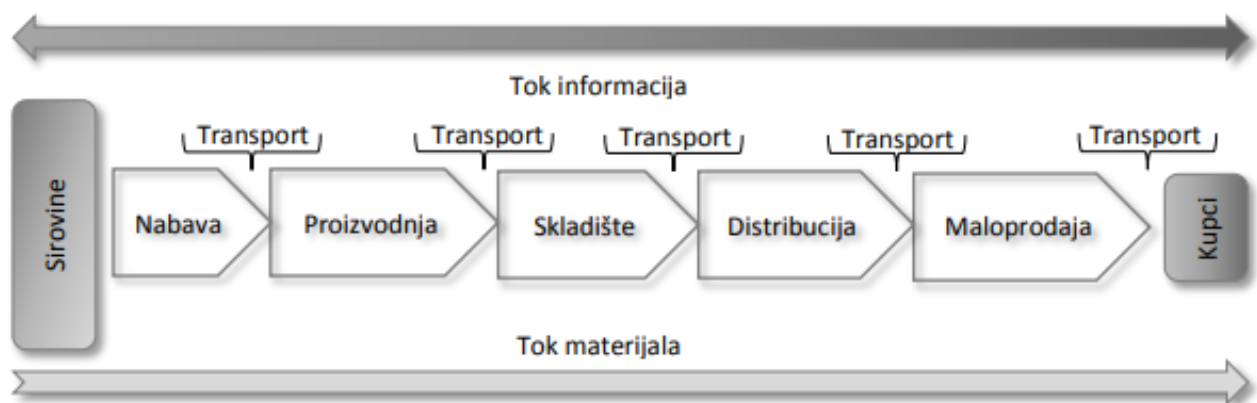 Tok informacija
Transport Transport Transport Transport Transport
Sirovine
Nabava
Proizvodnja
Skladište
Distribucija
Maloprodaja
Kupci
Tok materijala